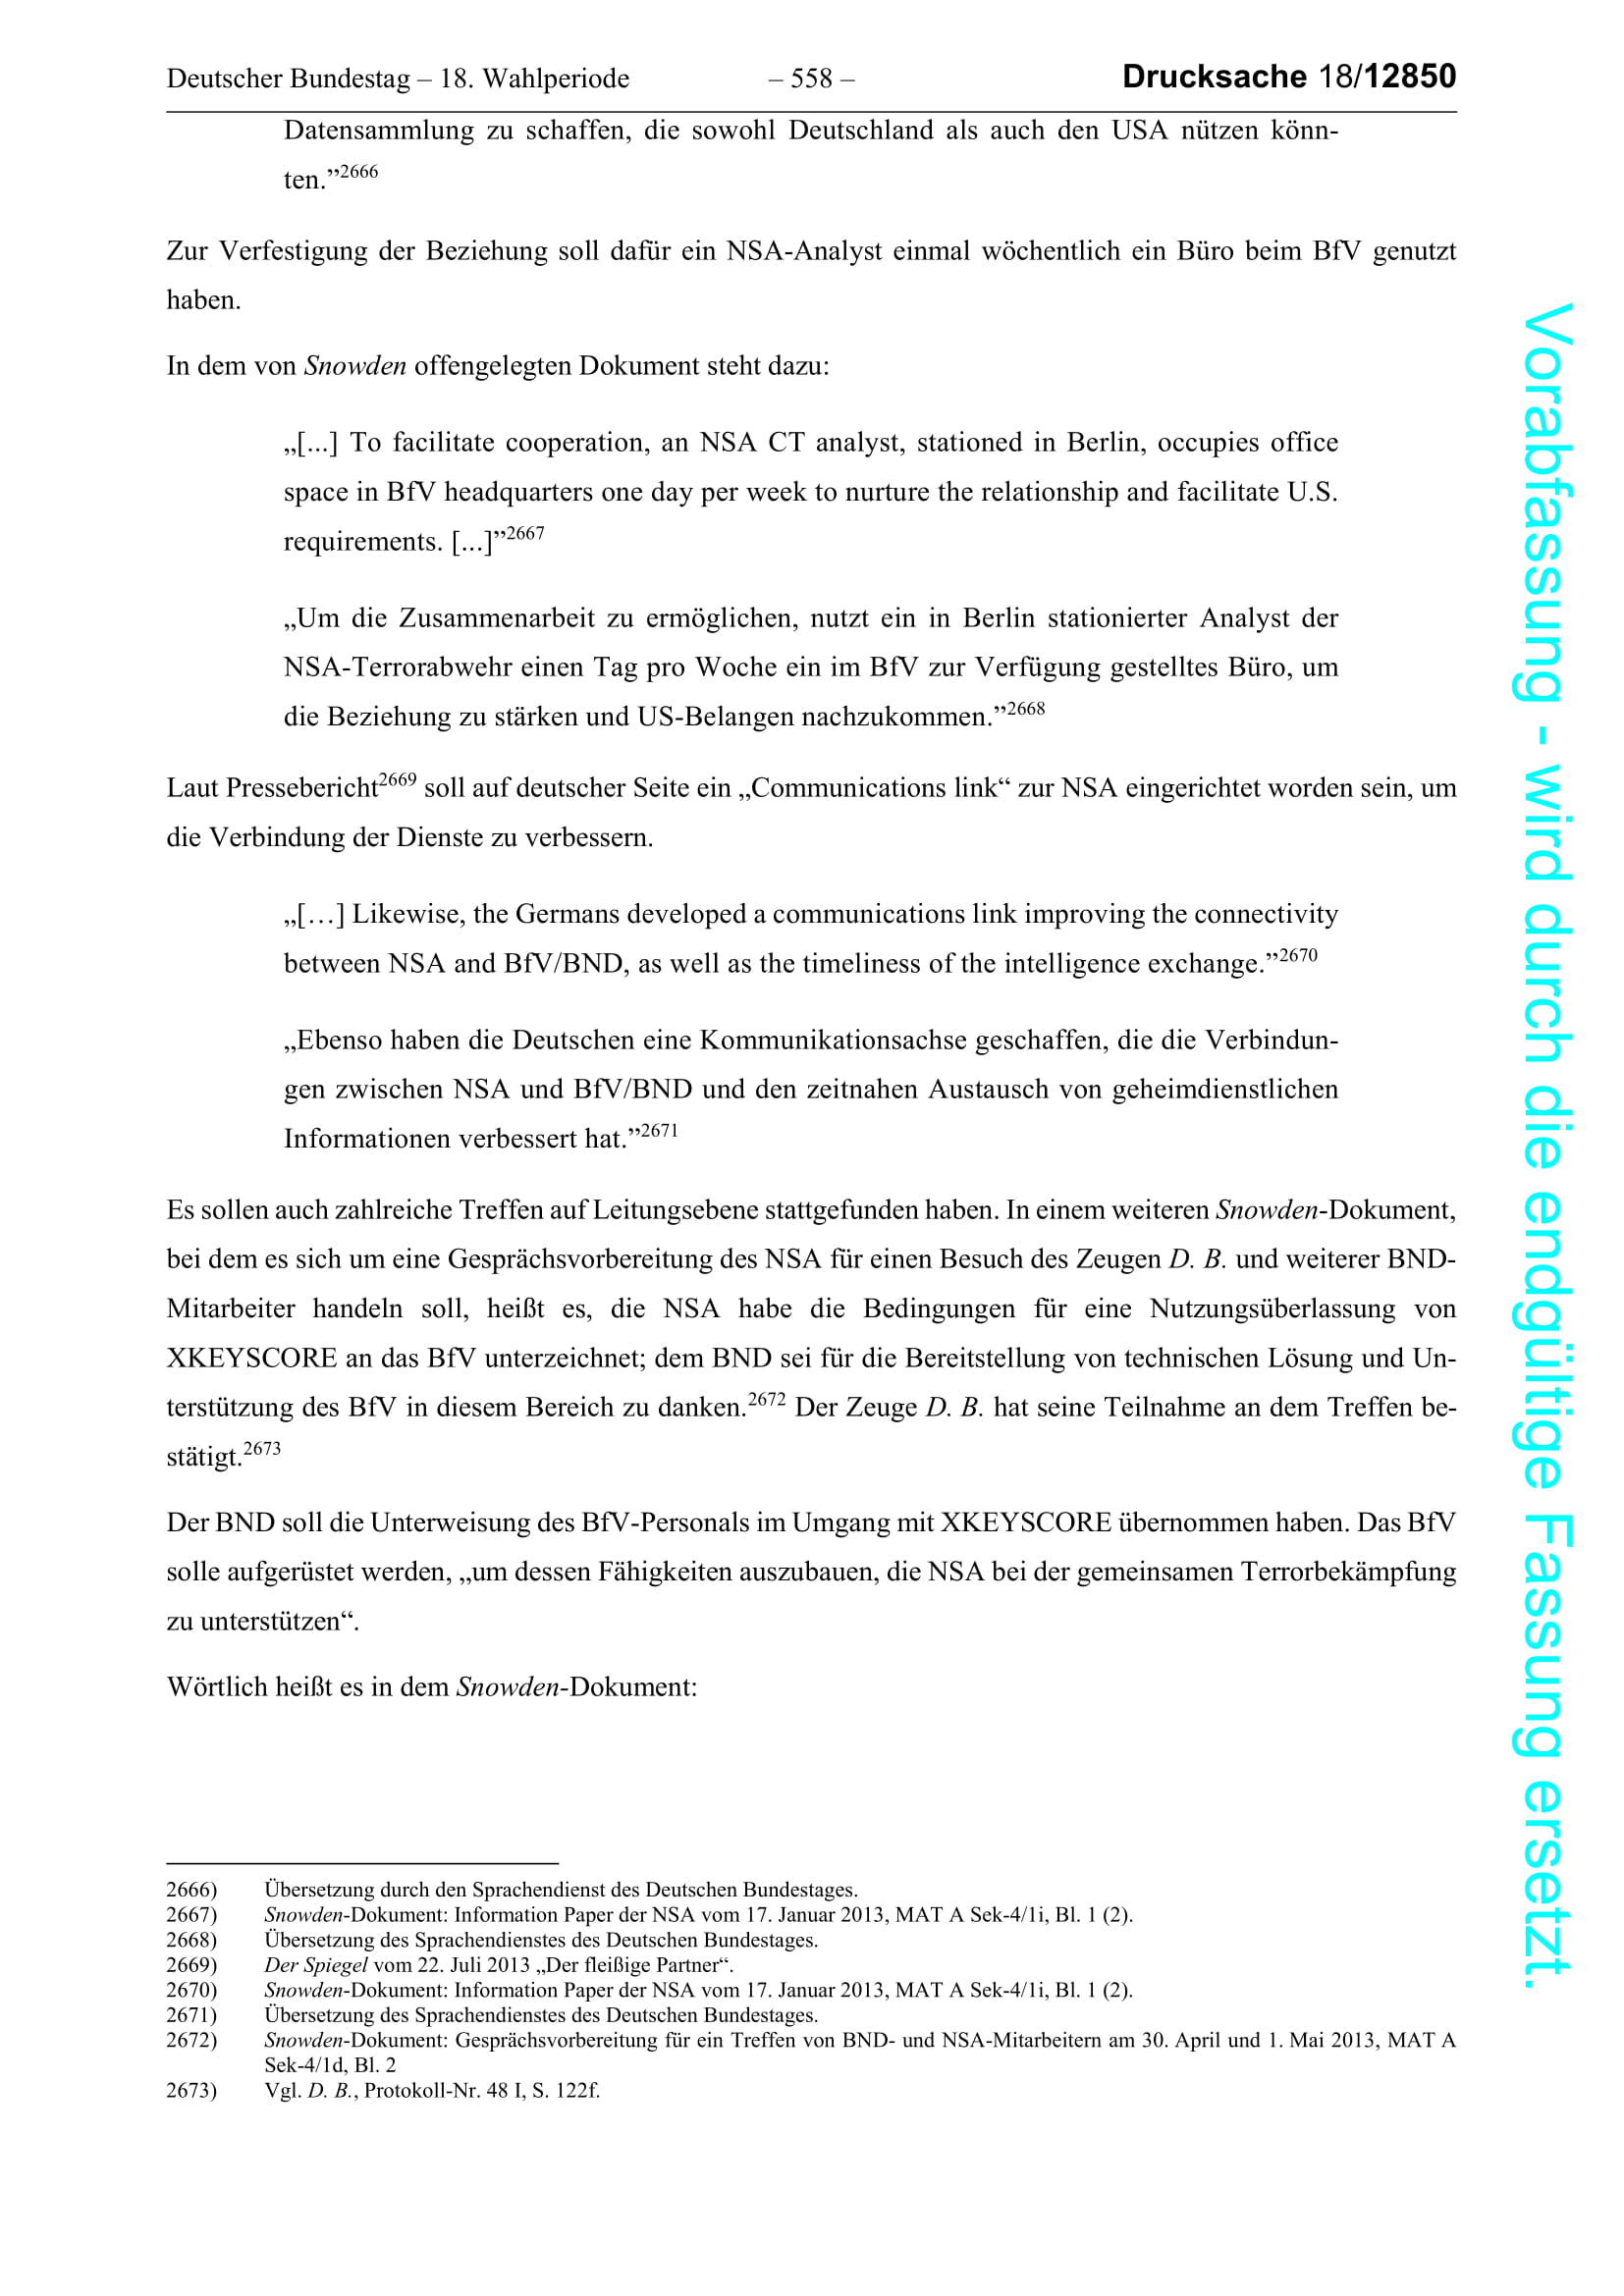 Deutscher Bundestag – 18. Wahlperiode – 558 – Drucksache 18/12850
Datensammlung zu schaffen, die sowohl Deutschland als auch den USA nützen könn-
ten.”2666
Zur Verfestigung der Beziehung soll dafür ein NSA-Analyst einmal wöchentlich ein Büro beim BfV genutzt
haben.
In dem von Snowden offengelegten Dokument steht dazu:
„[...] To facilitate cooperation, an NSA CT analyst, stationed in Berlin, occupies office
space in BfV headquarters one day per week to nurture the relationship and facilitate U.S.
requirements. [...]”2667
„Um die Zusammenarbeit zu ermöglichen, nutzt ein in Berlin stationierter Analyst der
NSA-Terrorabwehr einen Tag pro Woche ein im BfV zur Verfügung gestelltes Büro, um
die Beziehung zu stärken und US-Belangen nachzukommen.”2668
Laut Pressebericht2669 soll auf deutscher Seite ein „Communications link“ zur NSA eingerichtet worden sein, um
die Verbindung der Dienste zu verbessern.
„[…] Likewise, the Germans developed a communications link improving the connectivity
between NSA and BfV/BND, as well as the timeliness of the intelligence exchange.”2670
„Ebenso haben die Deutschen eine Kommunikationsachse geschaffen, die die Verbindun-
gen zwischen NSA und BfV/BND und den zeitnahen Austausch von geheimdienstlichen
Informationen verbessert hat.”2671
Es sollen auch zahlreiche Treffen auf Leitungsebene stattgefunden haben. In einem weiteren Snowden-Dokument,
bei dem es sich um eine Gesprächsvorbereitung des NSA für einen Besuch des Zeugen D. B. und weiterer BND-
Mitarbeiter handeln soll, heißt es, die NSA habe die Bedingungen für eine Nutzungsüberlassung von
XKEYSCORE an das BfV unterzeichnet; dem BND sei für die Bereitstellung von technischen Lösung und Un-
terstützung des BfV in diesem Bereich zu danken.2672 Der Zeuge D. B. hat seine Teilnahme an dem Treffen be-
stätigt.2673
Der BND soll die Unterweisung des BfV-Personals im Umgang mit XKEYSCORE übernommen haben. Das BfV
solle aufgerüstet werden, „um dessen Fähigkeiten auszubauen, die NSA bei der gemeinsamen Terrorbekämpfung
zu unterstützen“.
Wörtlich heißt es in dem Snowden-Dokument:
2666) Übersetzung durch den Sprachendienst des Deutschen Bundestages.
2667) Snowden-Dokument: Information Paper der NSA vom 17. Januar 2013, MAT A Sek-4/1i, Bl. 1 (2).
2668) Übersetzung des Sprachendienstes des Deutschen Bundestages.
2669) Der Spiegel vom 22. Juli 2013 „Der fleißige Partner“.
2670) Snowden-Dokument: Information Paper der NSA vom 17. Januar 2013, MAT A Sek-4/1i, Bl. 1 (2).
2671) Übersetzung des Sprachendienstes des Deutschen Bundestages.
2672) Snowden-Dokument: Gesprächsvorbereitung für ein Treffen von BND- und NSA-Mitarbeitern am 30. April und 1. Mai 2013, MAT A
Sek-4/1d, Bl. 2
2673) Vgl. D. B., Protokoll-Nr. 48 I, S. 122f.
Vorabfassung - wird durch die endgültige Fassung ersetzt.